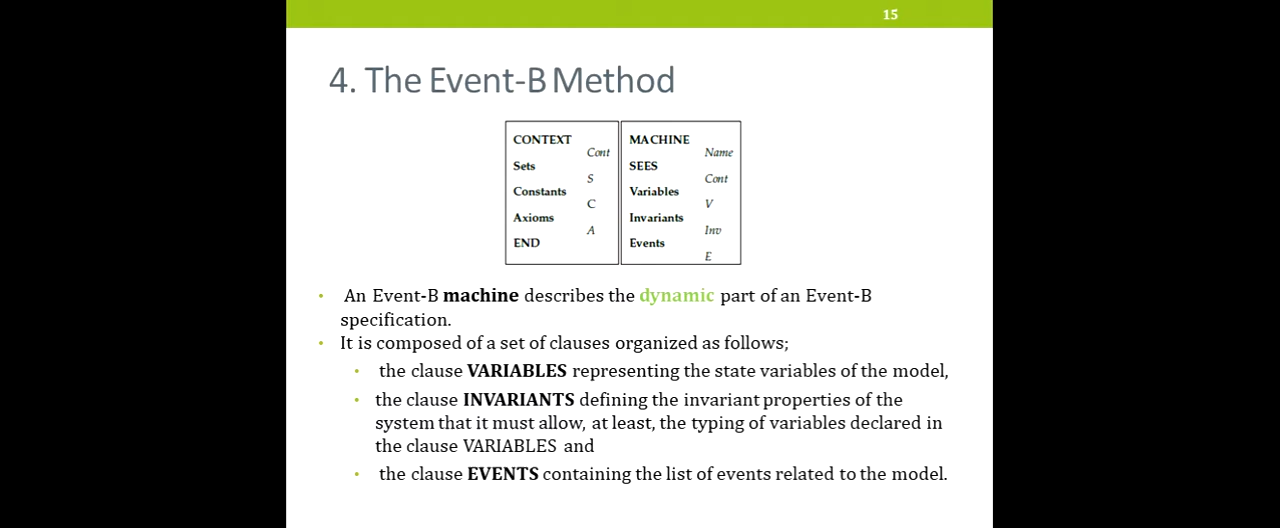 15
4. The Event-B Method
CONTEXT
Cont
Sets
S
Constants
C
Axioms
A
END
MACHINE
Name
SEES
Cont
Variables
V
Invariants
Inv
Events
E
• An Event-B machine describes the dynamic part of an Event-B
specification.
• It is composed of a set of clauses organized as follows;
• the clause VARIABLES representing the state variables of the model,
• the clause INVARIANTS defining the invariant properties of the
system that it must allow, at least, the typing of variables declared in
the clause VARIABLES and
• the clause EVENTS containing the list of events related to the model.